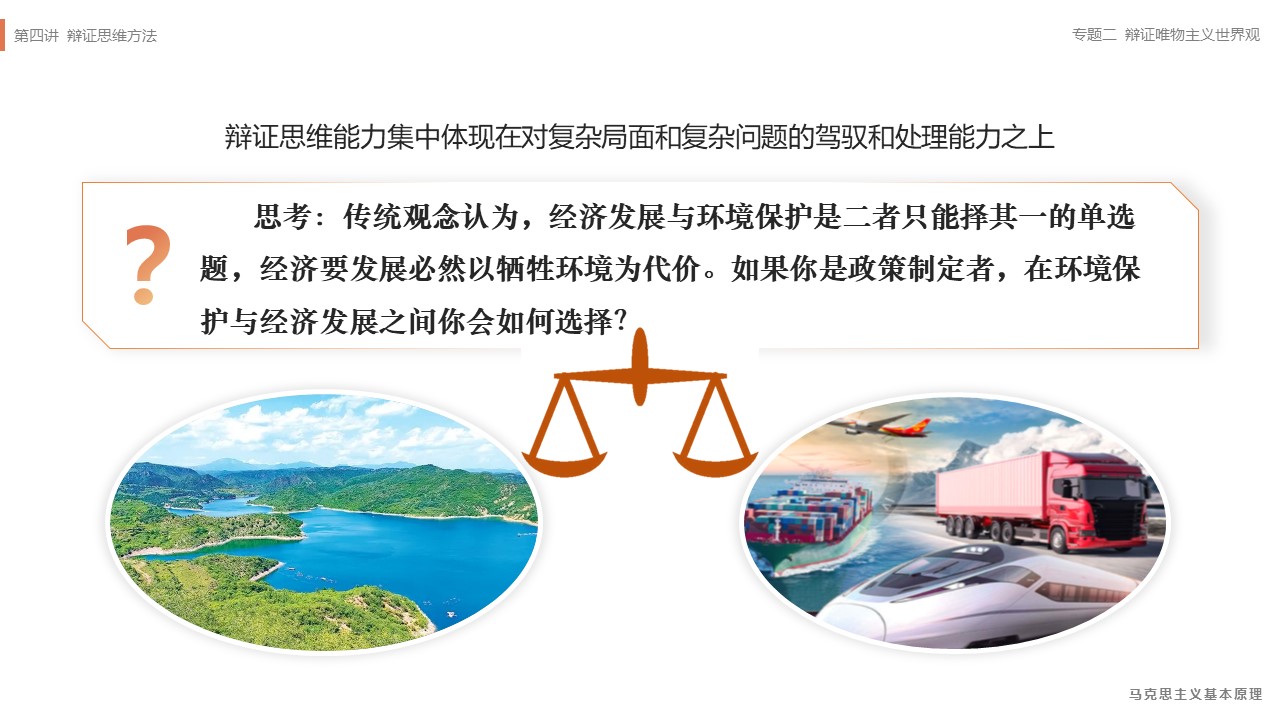 第四讲 辩证思维方法
专题二 辩证唯物主义世界观
辩证思维能力集中体现在对复杂局面和复杂问题的驾驭和处理能力之上
?
思考：传统观念认为，经济发展与环境保护是二者只能择其一的单选
题，经济要发展必然以牺牲环境为代价。如果你是政策制定者，在环境保
护与经济发展之间你会如何选择？
马克思主义基本原理